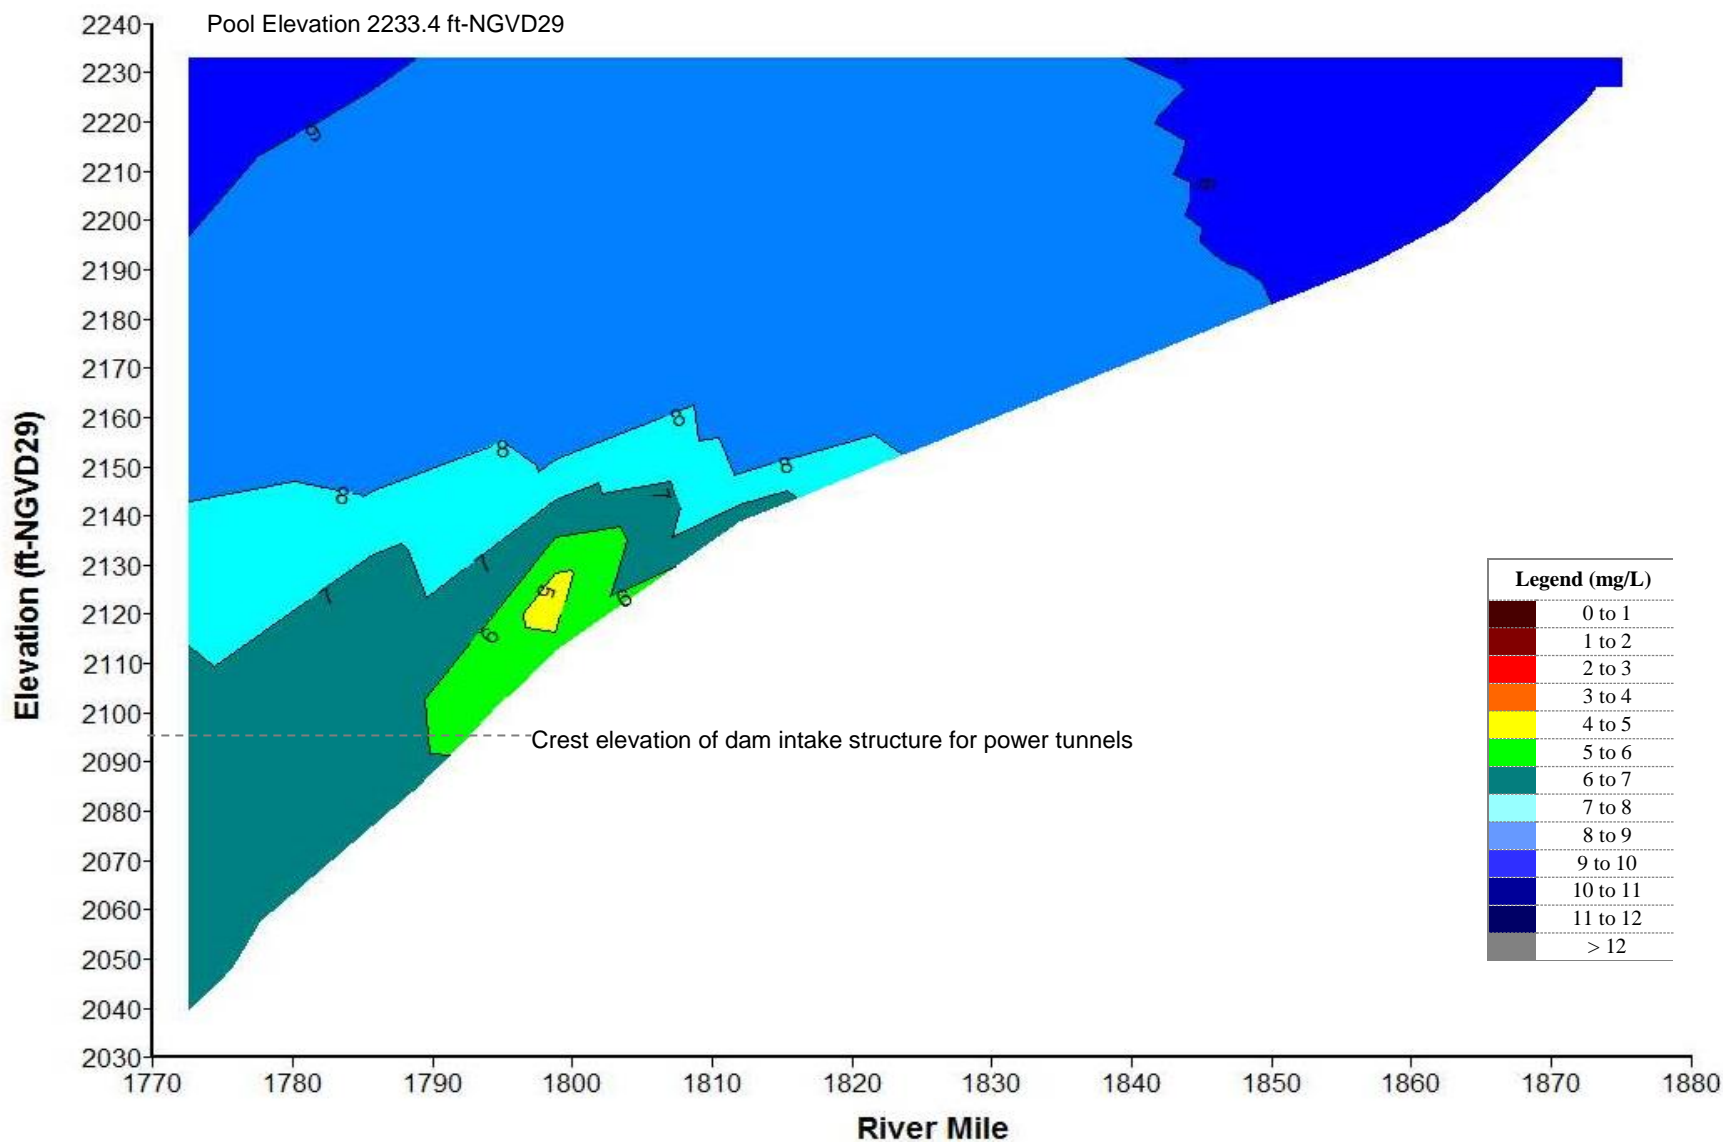 Pool Elevation 2233.4 ft-NGVD29
2240
2230
2220
2210
2200
2190
2180
2170
2160
2150
2140
2130
2120
2110
2100
2090
2080
2070
2060
2050
2040
2030
Elevation (ft-NGVD29)
9
9
8
8
8
8
7
7
7
6
6
5
Crest elevation of dam intake structure for power tunnels
Legend (mg/L)
0 to 1
1 to 2
2 to 3
3 to 4
4 to 5
5 to 6
6 to 7
7 to 8
8 to 9
9 to 10
10 to 11
11 to 12
> 12
1770 1780 1790 1800 1810 1820 1830 1840 1850 1860 1870 1880
River Mile